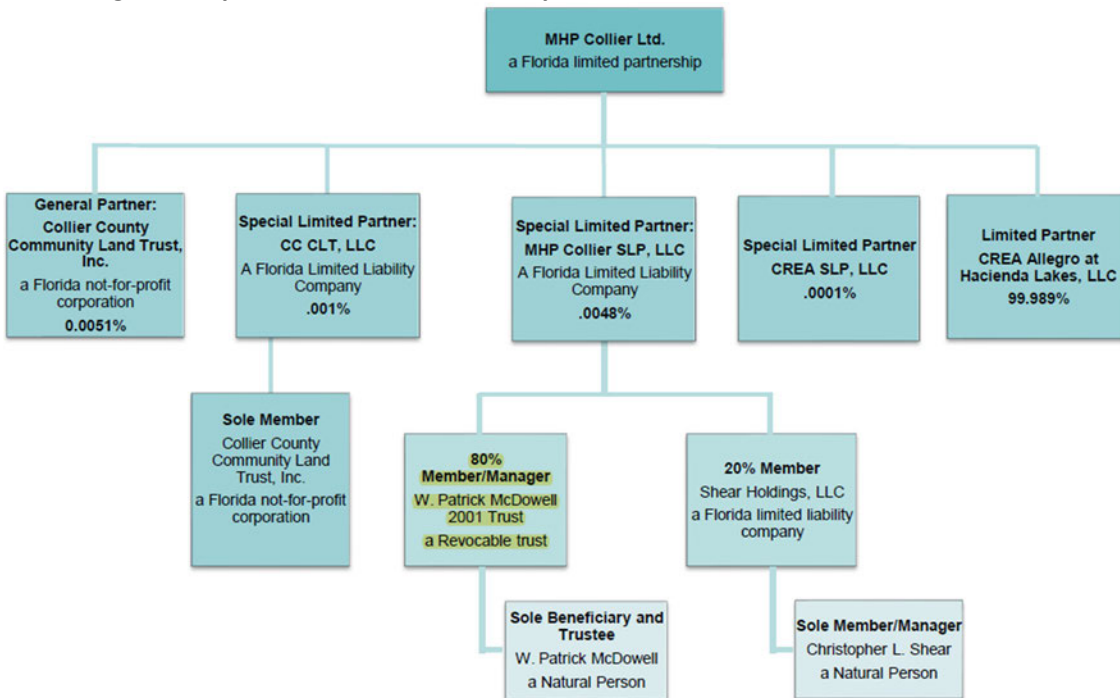 MHP Collier Ltd.
a Florida limited partnership
General Partner:
Collier County
Community Land Trust,
Inc.
a Florida not-for-profit
corporation
0.0051%
Special Limited Partner:
CC CLT, LLC
A Florida Limited Liability
Company
.001%
Special Limited Partner:
MHP Collier SLP, LLC
A Florida Limited Liability
Company
.0048%
Special Limited Partner
CREA SLP, LLC
.0001%
Limited Partner
CREA Allegro at
Hacienda Lakes, LLC
99.989%
Sole Member
Collier County
Community Land
Trust, Inc.
a Florida not-for-profit
corporation
80%
Member/Manager
W. Patrick McDowell
2001 Trust
a Revocable trust
20% Member
Shear Holdings, LLC
a Florida limited liability
company
Sole Beneficiary and
Trustee
W. Patrick McDowell
a Natural Person
Sole Member/Manager
Christopher L. Shear
a Natural Person